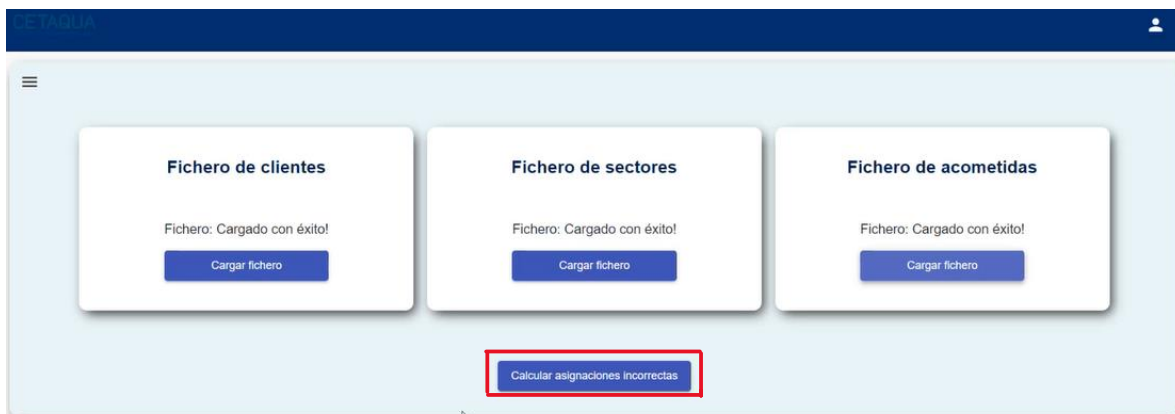 CETAQUA
Fichero de clientes
Fichero: Cargado con éxito!
Cargar fichero
Fichero de sectores
Fichero: Cargado con éxito!
Cargar fichero
Fichero de acometidas
Fichero: Cargado con éxito!
Cargar fichero
Calcular asignaciones incorrectas